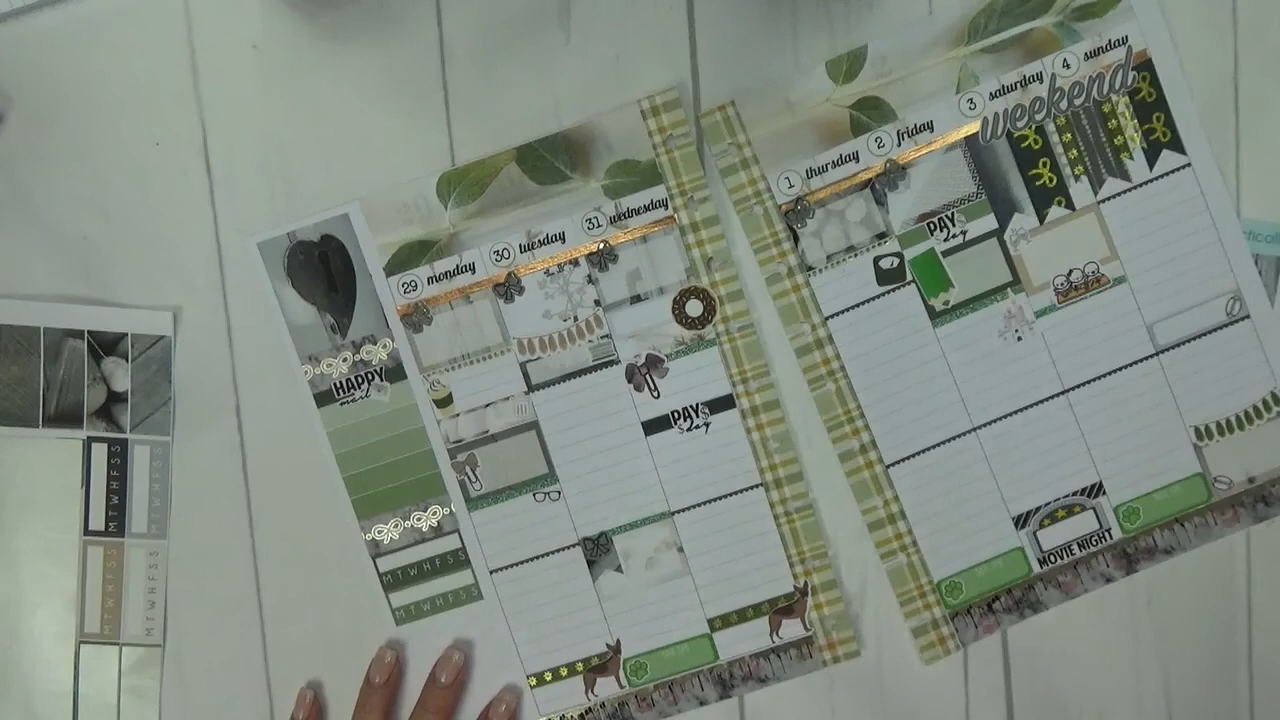 29 monday
30 tuesday
31 wednesday
1 thursday
2 friday
3 saturday
4 sunday
weekend
HAPPY
mail
PAY
day
PAY
day
MOVIE NIGHT
M T W H F S S
M T W H F S S
M T W H F S S
M T W H F S S
M T W H F S S
M T W H F S S